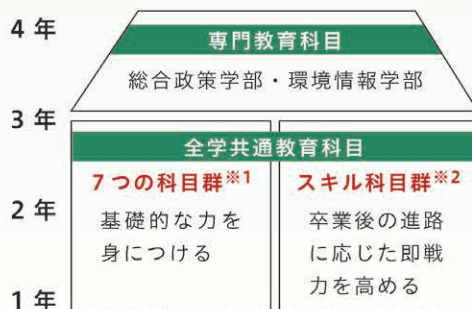 4年
専門教育科目
総合政策学部・環境情報学部
3年
全学共通教育科目
7つの科目群※1
基礎的な力を
身につける
スキル科目群※2
卒業後の進路
に応じた即戦
力を高める
2年
1年